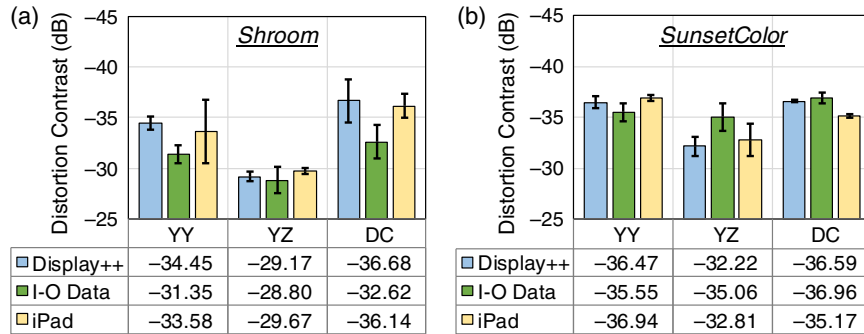 (a)
Shroom
Distortion Contrast (dB)
–45
–40
–35
–30
–25
YY YZ DC
Display++ –34.45 –29.17 –36.68
I-O Data –31.35 –28.80 –32.62
iPad –33.58 –29.67 –36.14
(b)
SunsetColor
Distortion Contrast (dB)
–45
–40
–35
–30
–25
YY YZ DC
Display++ –36.47 –32.22 –36.59
I-O Data –35.55 –35.06 –36.96
iPad –36.94 –32.81 –35.17